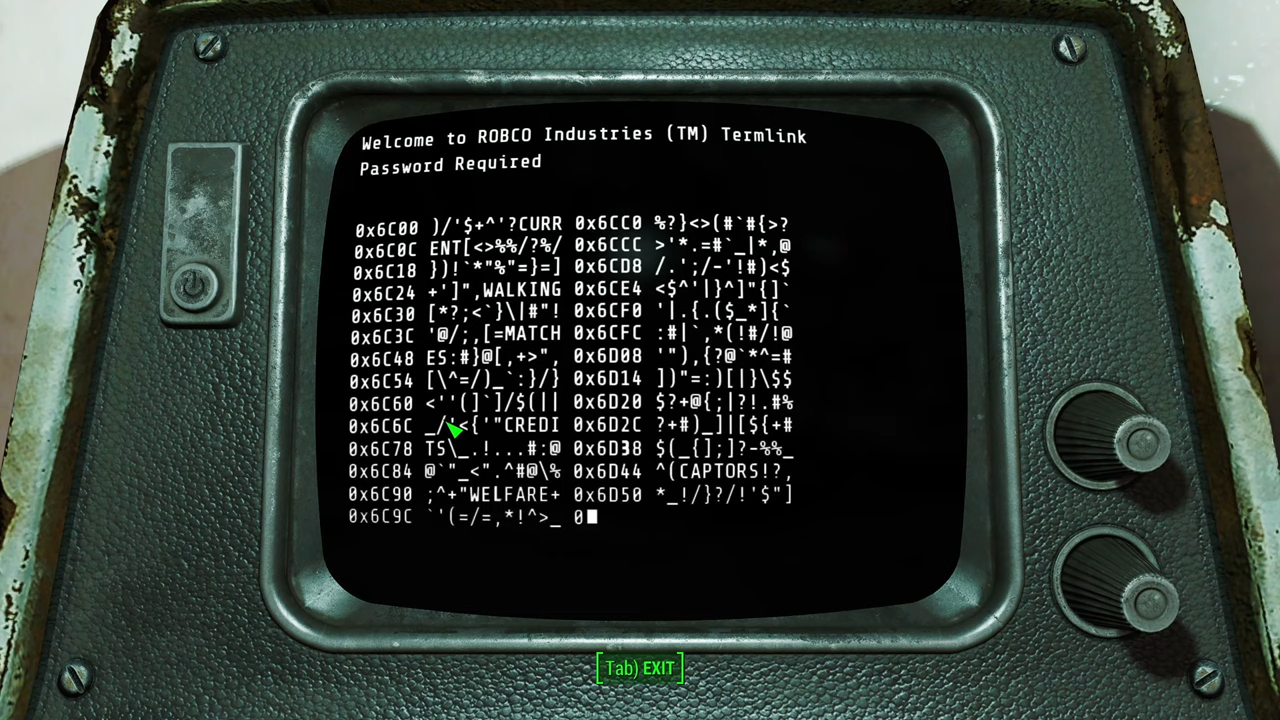 Welcome to ROBCO Industries (TM) Termlink
Password Required
0x6C00 )/'$+^'?CURR 0x6CC0 %?}<>(#`#{>?
0x6C0C ENT[<>%%/?%/ 0x6CCC >'*.=#`_|*,@
0x6C18 })!`*"%"=}=] 0x6CD8 /.';/-'!#)<$
0x6C24 +']",WALKING 0x6CE4 <$^'|}^]"{]`
0x6C30 [*?;<`}\|#"! 0x6CF0 '|.{.($_*]{`
0x6C3C '@/;,[=MATCH 0x6CFC :#|`,*(!#/!@
0x6C48 ES:#}@[,+>", 0x6D08 '"),{?@`*^=#
0x6C54 [\^=/)_`:}/} 0x6D14 ])"=:)[|}\$$
0x6C60 <''(]`]/$(|| 0x6D20 $?+@{;|?!.#%
0x6C6C _/'<{'"CREDI 0x6D2C ?+#)_]|[${+#
0x6C78 TS\_.!...#:@ 0x6D38 $(_{];]?-%%_
0x6C84 @`"_<".^#@\% 0x6D44 ^(CAPTORS!?,
0x6C90 ;^+"WELFARE+ 0x6D50 *_!/}?/!'$"]
0x6C9C `'(=/=,*!^>_ 0
[Tab) EXIT]